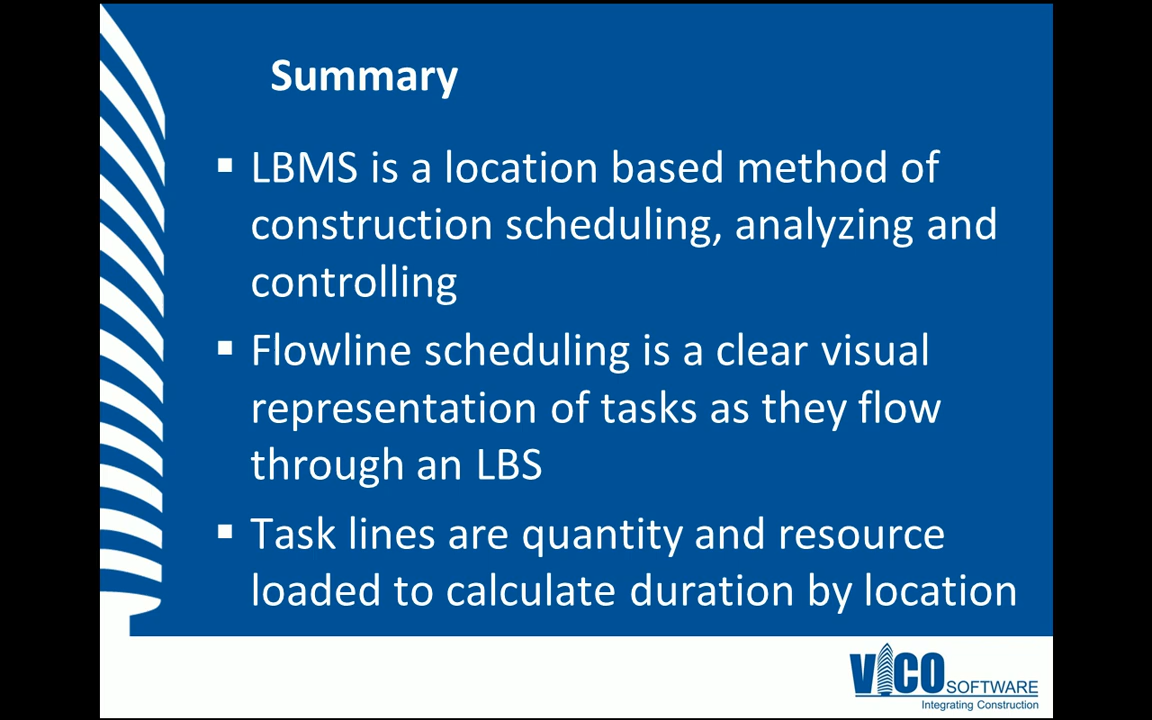 Summary
▪ LBMS is a location based method of
construction scheduling, analyzing and
controlling
▪ Flowline scheduling is a clear visual
representation of tasks as they flow
through an LBS
▪ Task lines are quantity and resource
loaded to calculate duration by location
VICO SOFTWARE
Integrating Construction